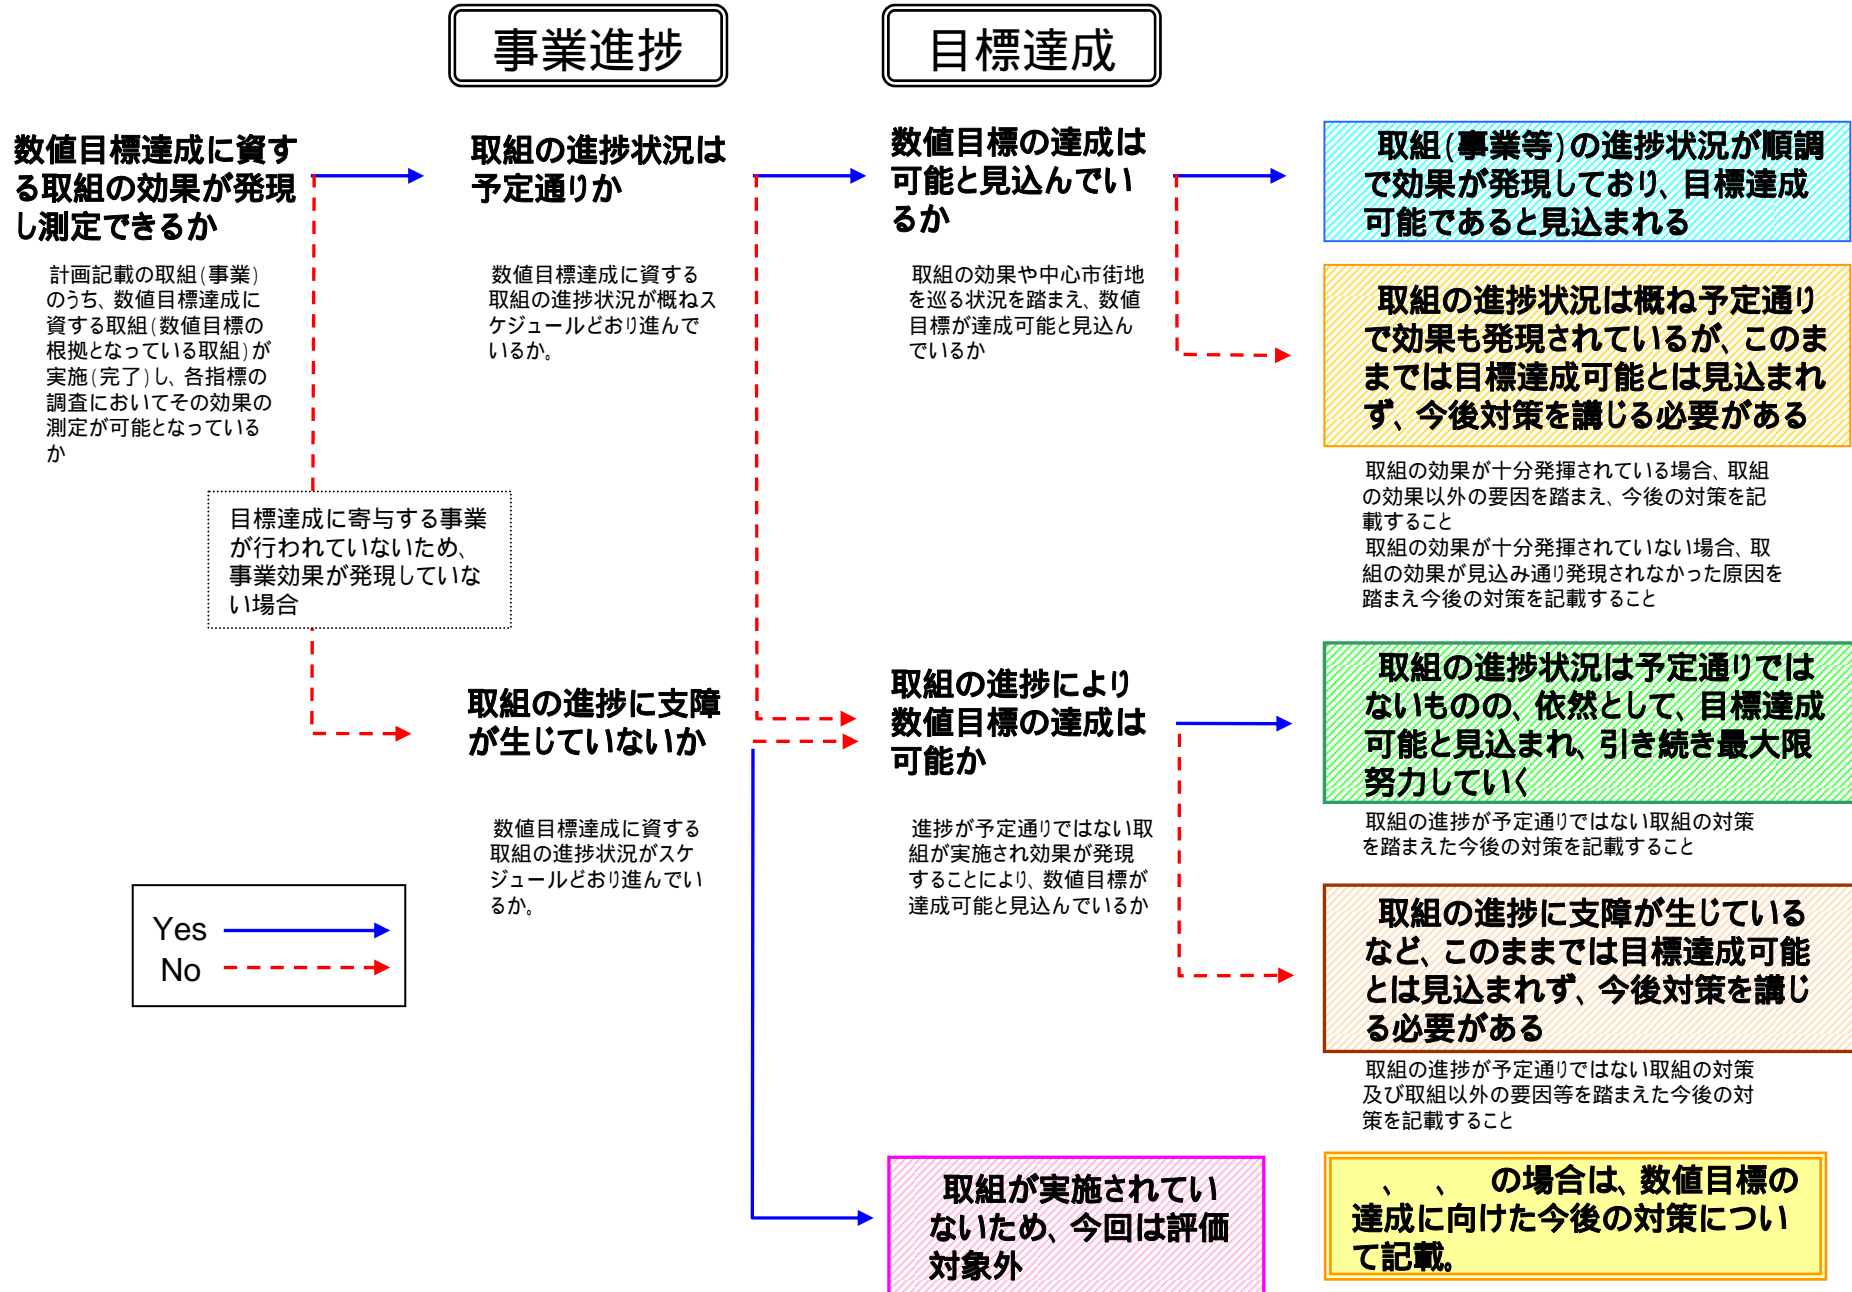 事業進捗
目標達成
数値目標達成に資す
る取組の効果が発現
し測定できるか
計画記載の取組(事業)
のうち、数値目標達成に
資する取組(数値目標の
根拠となっている取組)が
実施(完了)し、各指標の
調査においてその効果の
測定が可能となっている
か
目標達成に寄与する事業
が行われていないため、
事業効果が発現していな
い場合
取組の進捗状況は
予定通りか
数値目標達成に資する
取組の進捗状況が概ねス
ケジュールどおり進んで
いるか。
取組の進捗に支障
が生じていないか
数値目標達成に資する
取組の進捗状況がスケ
ジュールどおり進んでい
るか。
数値目標の達成は
可能と見込んでい
るか
取組の効果や中心市街地
を巡る状況を踏まえ、数値
目標が達成可能と見込ん
でいるか
取組の進捗により
数値目標の達成は
可能か
進捗が予定通りではない取
組が実施され効果が発現
することにより、数値目標が
達成可能と見込んでいるか
取組が実施されてい
ないため、今回は評価
対象外
取組(事業等)の進捗状況が順調
で効果が発現しており、目標達成
可能であると見込まれる
取組の進捗状況は概ね予定通り
で効果も発現されているが、このま
までは目標達成可能とは見込まれ
ず、今後対策を講じる必要がある
取組の効果が十分発揮されている場合、取組
の効果以外の要因を踏まえ、今後の対策を記
載すること
取組の効果が十分発揮されていない場合、取
組の効果が見込み通り発現されなかった原因を
踏まえ今後の対策を記載すること
取組の進捗状況は予定通りでは
ないものの、依然として、目標達成
可能と見込まれ、引き続き最大限
努力していく
取組の進捗が予定通りではない取組の対策
を踏まえた今後の対策を記載すること
取組の進捗に支障が生じている
など、このままでは目標達成可能
とは見込まれず、今後対策を講じ
る必要がある
取組の進捗が予定通りではない取組の対策
及び取組以外の要因等を踏まえた今後の対
策を記載すること
、　、　の場合は、数値目標の
達成に向けた今後の対策につい
て記載。
Yes
No